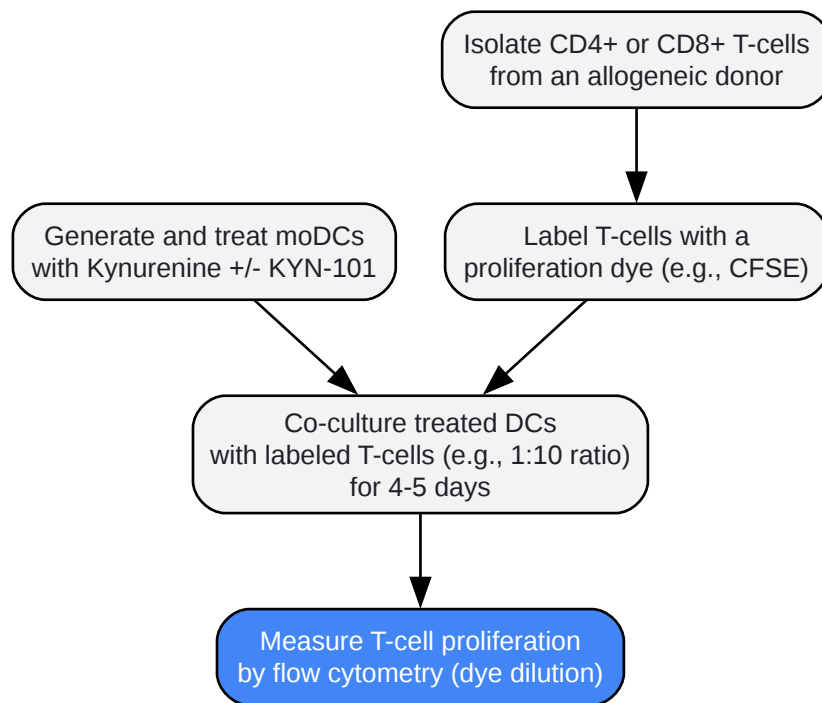 Isolate CD4+ or CD8+ T-cells
from an allogeneic donor
Generate and treat moDCs
with Kynurenine +/- KYN-101
Label T-cells with a
proliferation dye (e.g., CFSE)
Co-culture treated DCs
with labeled T-cells (e.g., 1:10 ratio)
for 4-5 days
Measure T-cell proliferation
by flow cytometry (dye dilution)